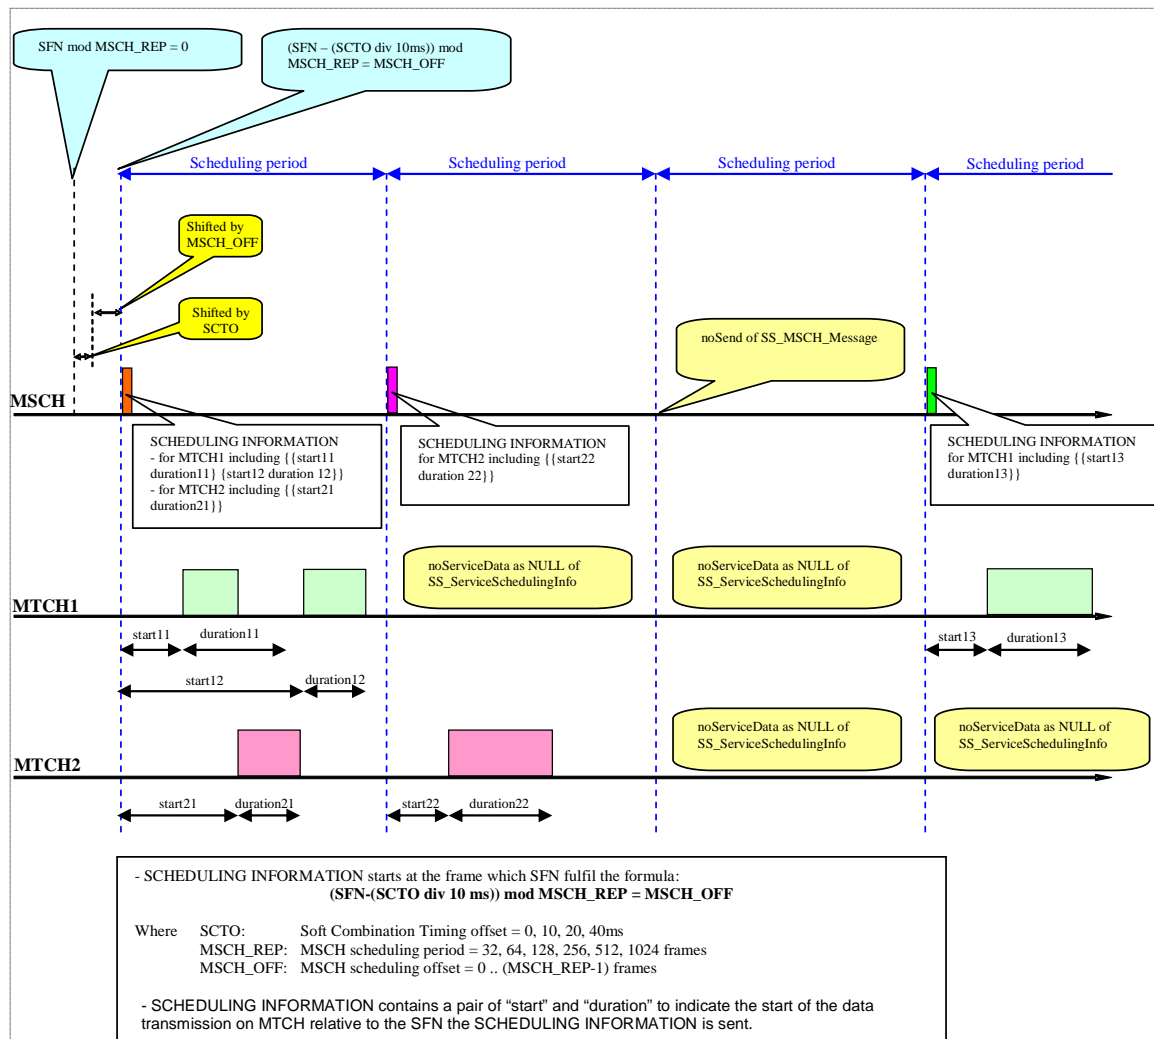 SFN mod MSCH_REP = 0
(SFN – (SCTO div 10ms)) mod
MSCH_REP = MSCH_OFF
Scheduling period
Scheduling period
Scheduling period
Scheduling period
Shifted by
MSCH_OFF
Shifted by
SCTO
noSend of SS_MSCH_Message
MSCH
SCHEDULING INFORMATION
- for MTCH1 including {{start11
duration11} {start12 duration 12}}
- for MTCH2 including {{start21
duration21}}
SCHEDULING INFORMATION
for MTCH2 including {{start22
duration 22}}
SCHEDULING INFORMATION
for MTCH1 including {{start13
duration13}}
noServiceData as NULL of
SS_ServiceSchedulingInfo
noServiceData as NULL of
SS_ServiceSchedulingInfo
MTCH1
start11
duration11
start13
duration13
start12
duration12
noServiceData as NULL of
SS_ServiceSchedulingInfo
noServiceData as NULL of
SS_ServiceSchedulingInfo
MTCH2
start21
duration21
start22
duration22
- SCHEDULING INFORMATION starts at the frame which SFN fulfil the formula:
(SFN-(SCTO div 10 ms)) mod MSCH_REP = MSCH_OFF
Where SCTO: Soft Combination Timing offset = 0, 10, 20, 40ms
MSCH_REP: MSCH scheduling period = 32, 64, 128, 256, 512, 1024 frames
MSCH_OFF: MSCH scheduling offset = 0 .. (MSCH_REP-1) frames
- SCHEDULING INFORMATION contains a pair of “start” and “duration” to indicate the start of the data
transmission on MTCH relative to the SFN the SCHEDULING INFORMATION is sent.